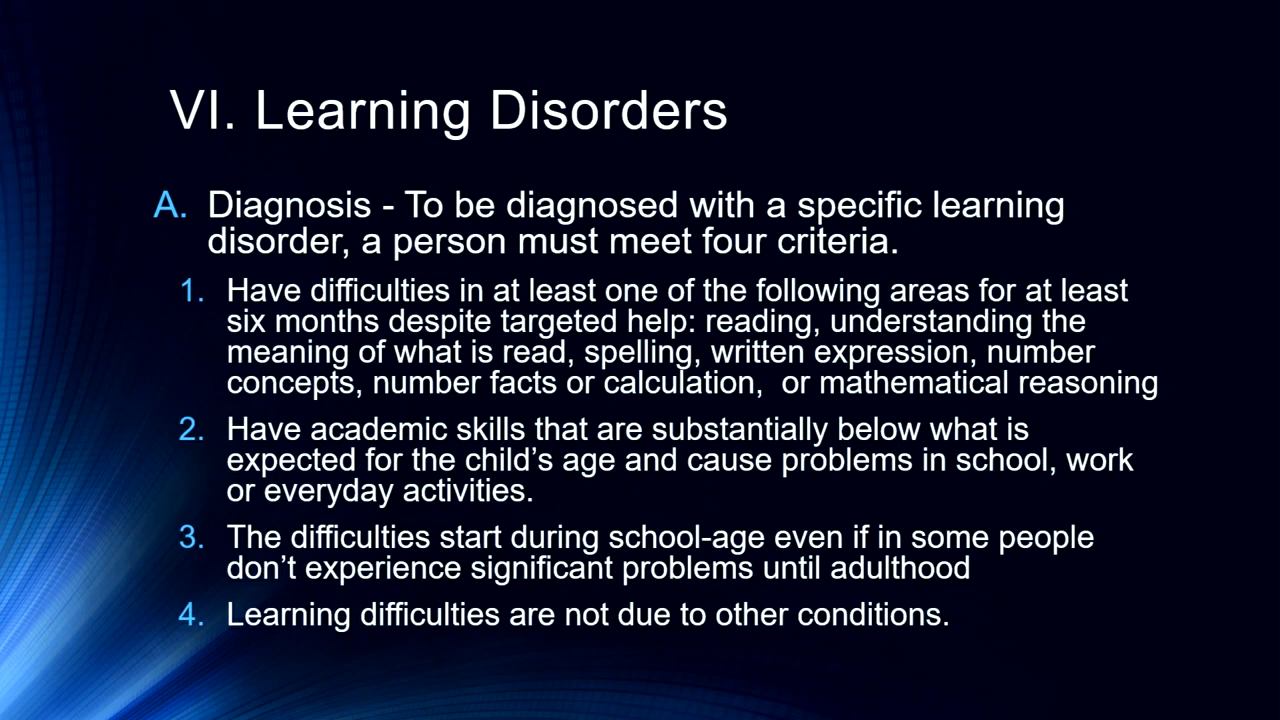 VI. Learning Disorders
A. Diagnosis - To be diagnosed with a specific learning
disorder, a person must meet four criteria.
1. Have difficulties in at least one of the following areas for at least
six months despite targeted help: reading, understanding the
meaning of what is read, spelling, written expression, number
concepts, number facts or calculation,  or mathematical reasoning
2. Have academic skills that are substantially below what is
expected for the child’s age and cause problems in school, work
or everyday activities.
3. The difficulties start during school-age even if in some people
don’t experience significant problems until adulthood
4. Learning difficulties are not due to other conditions.